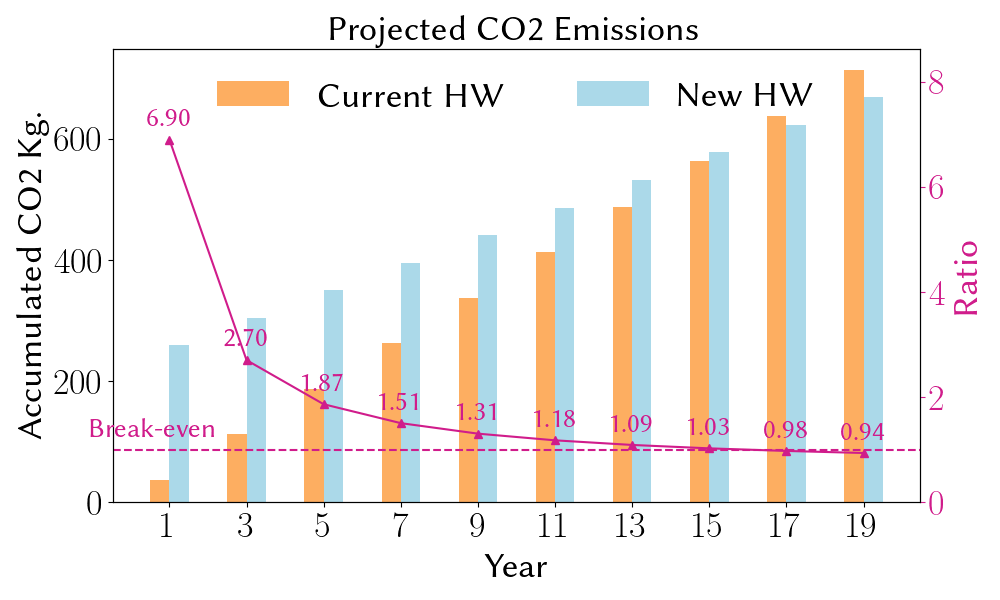 Projected CO2 Emissions
Current HW
New HW
Accumulated CO2 Kg.
600
400
200
0
8
6
4
2
0
Ratio
6.90
2.70
1.87
1.51
1.31
1.18
1.09
1.03
0.98
0.94
Break-even
1 3 5 7 9 11 13 15 17 19
Year